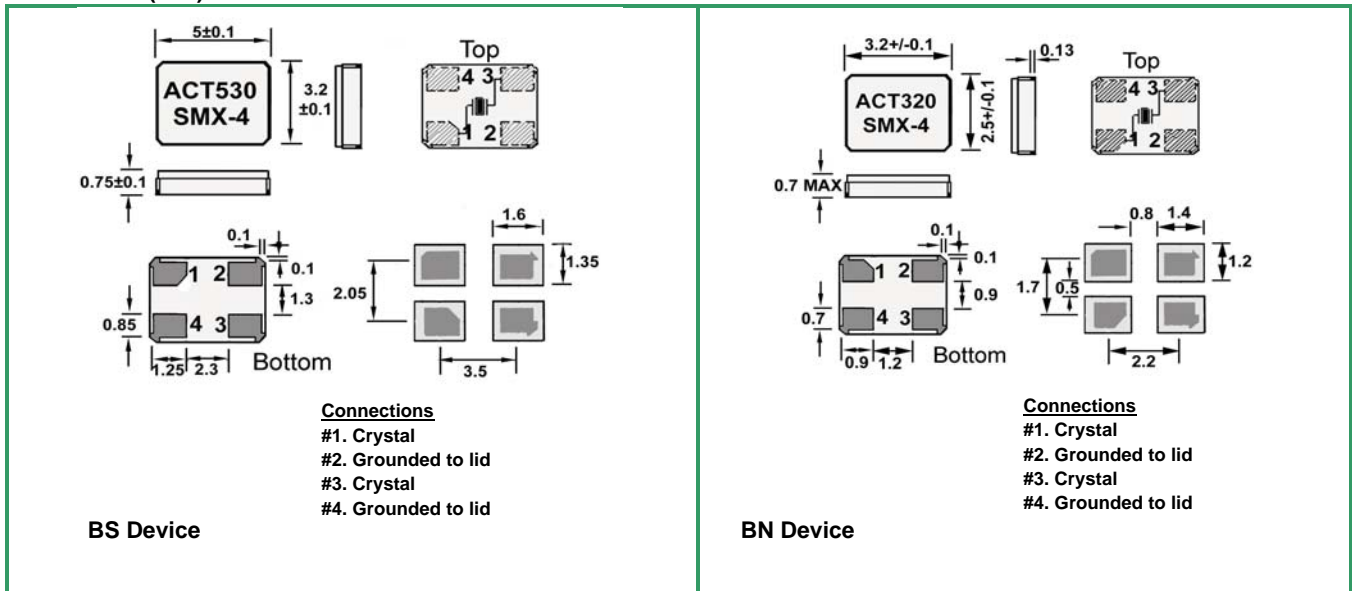 5±0.1
Top
ACT530
SMX-4
3.2
±0.1
4 3
1 2
0.75±0.1
0.1
0.1
1 2
1.3
0.85
4 3
1.25 2.3
Bottom
1.6
1.35
2.05
3.5
Connections
#1. Crystal
#2. Grounded to lid
#3. Crystal
#4. Grounded to lid
BS Device
3.2+/-0.1
0.13
Top
ACT320
SMX-4
2.5+/-0.1
4 3
1 2
0.7 MAX
0.1
0.1
1 2
0.9
0.7
4 3
0.9 1.2
Bottom
0.8 1.4
1.2
1.7
0.5
2.2
Connections
#1. Crystal
#2. Grounded to lid
#3. Crystal
#4. Grounded to lid
BN Device